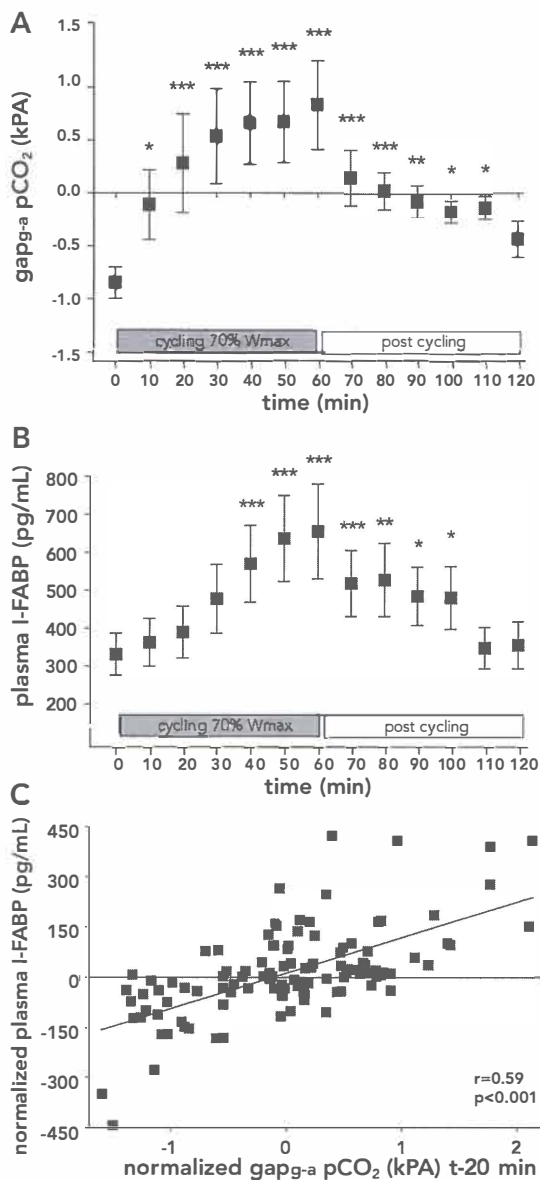 A
gap g-a pCO₂ (kPA)
1.5
1.0
0.5
0.0
-0.5
-1.0
-1.5
* *** *** *** *** *** *** *** ** * *
cycling 70% Wmax
post cycling
0 10 20 30 40 50 60 70 80 90 100 110 120
time (min)
B
plasma I-FABP (pg/mL)
800
700
600
500
400
300
200
*** *** *** *** ** * *
cycling 70% Wmax
post cycling
0 10 20 30 40 50 60 70 80 90 100 110 120
time (min)
C
normalized plasma I-FABP (pg/mL)
450
300
150
0
-150
-300
-450
r=0.59
p<0.001
-1 0 1 2
normalized gap g-a pCO₂ (kPA) t-20 min